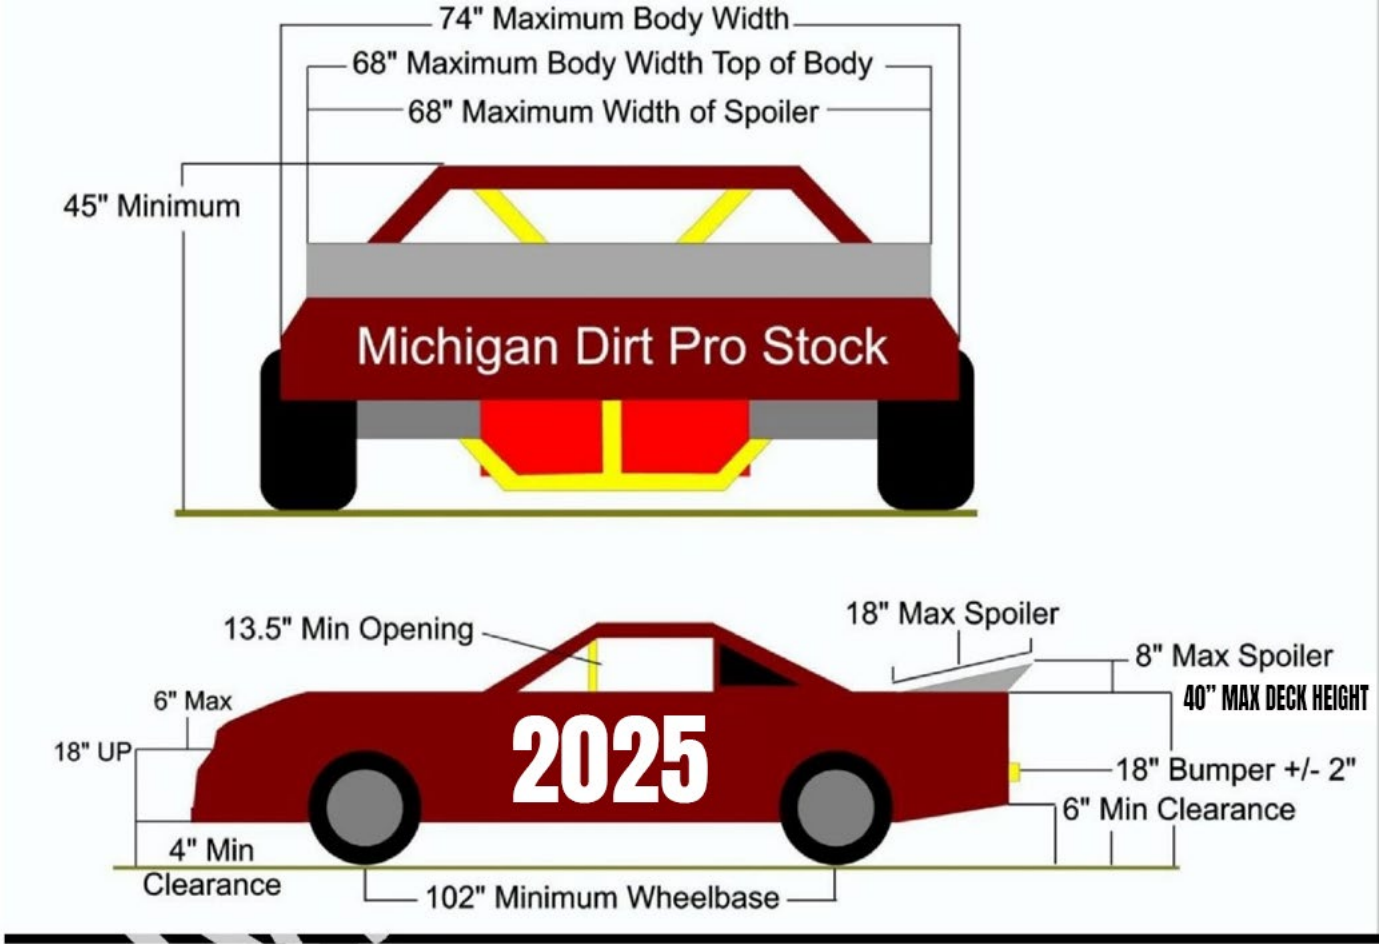 74" Maximum Body Width
68" Maximum Body Width Top of Body
68" Maximum Width of Spoiler
45" Minimum
Michigan Dirt Pro Stock
18" Max Spoiler
13.5" Min Opening
8" Max Spoiler
6" Max
40” MAX DECK HEIGHT
2025
18" UP
18" Bumper +/- 2"
6" Min Clearance
4" Min
Clearance
102" Minimum Wheelbase